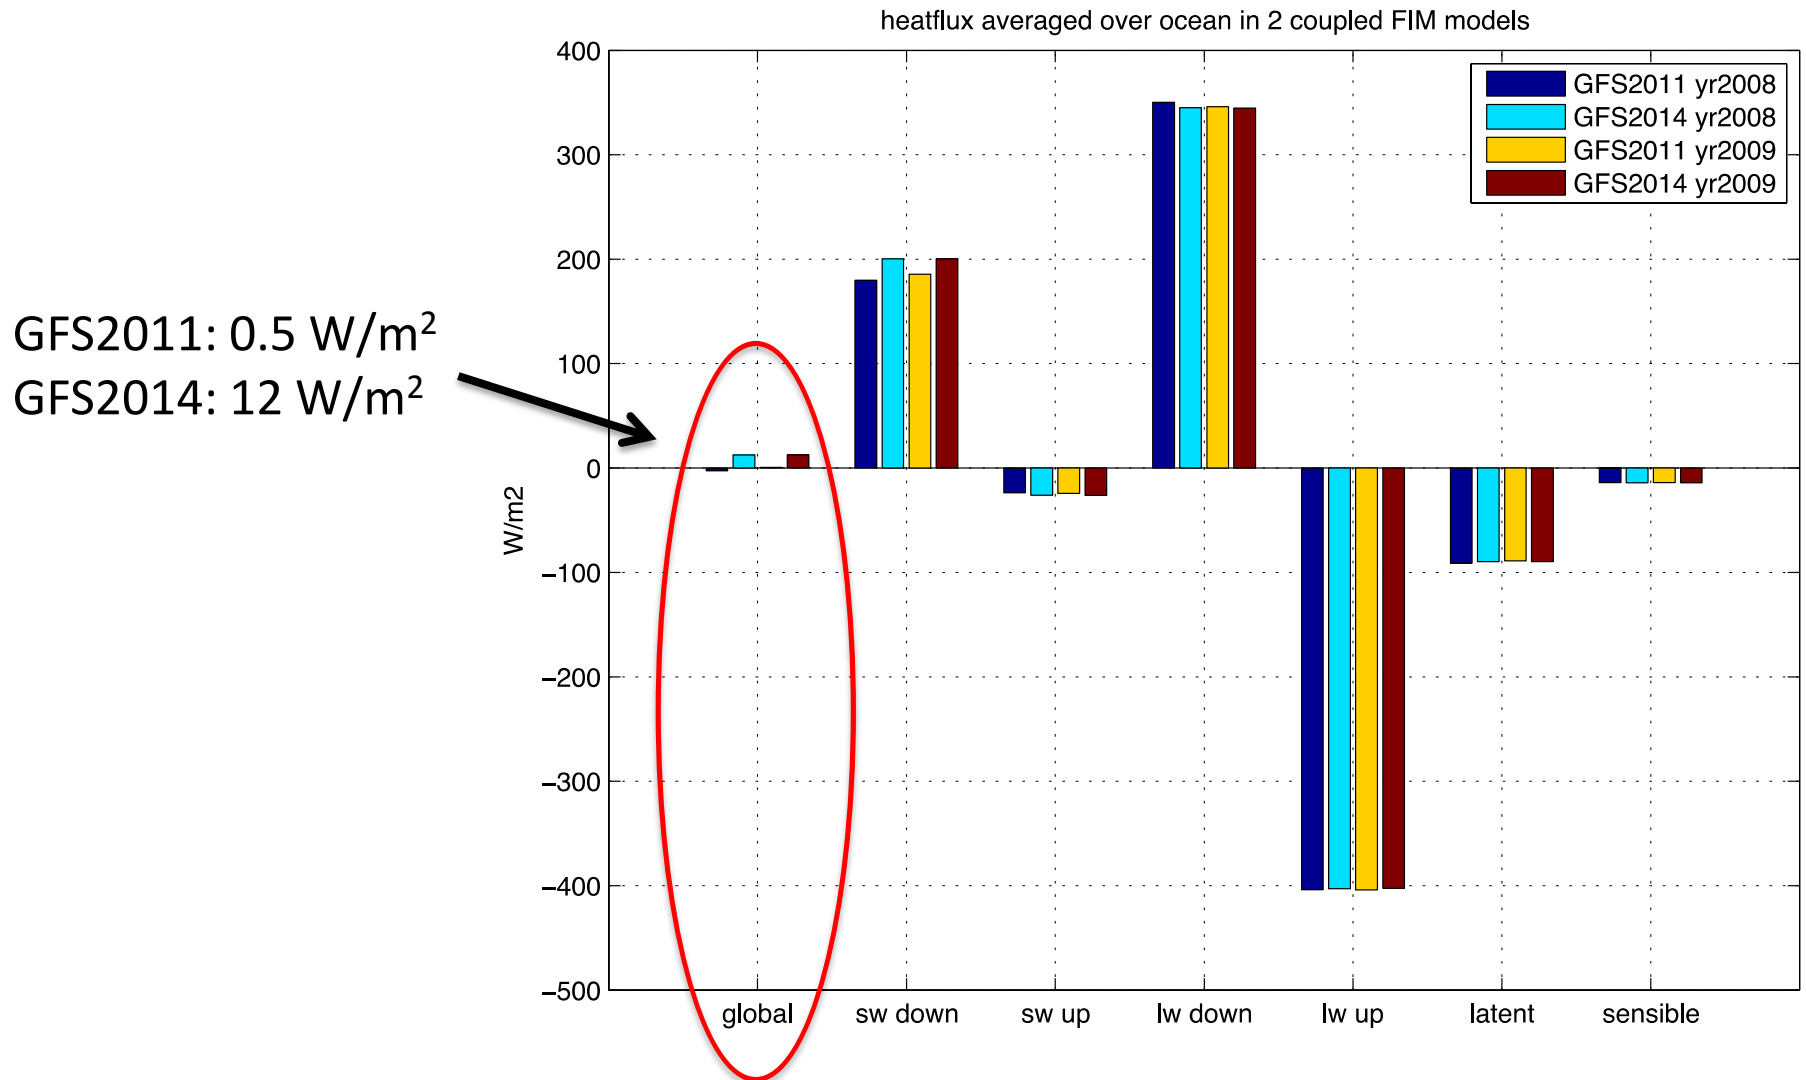 heatflux averaged over ocean in 2 coupled FIM models
GFS2011: 0.5 W/m²
GFS2014: 12 W/m²
GFS2011 yr2008
GFS2014 yr2008
GFS2011 yr2009
GFS2014 yr2009
W/m2
400
300
200
100
0
−100
−200
−300
−400
−500
global sw down sw up lw down lw up latent sensible